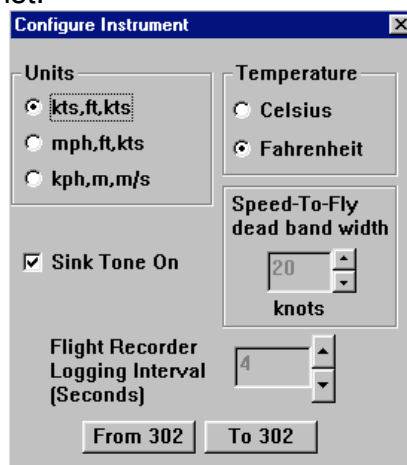 Configure Instrument
Units
kts,ft,kts
mph,ft,kts
kph,m,m/s
Temperature
Celsius
Fahrenheit
Speed-To-Fly
dead band width
20
knots
Sink Tone On
Flight Recorder
Logging Interval
(Seconds)
4
From 302
To 302